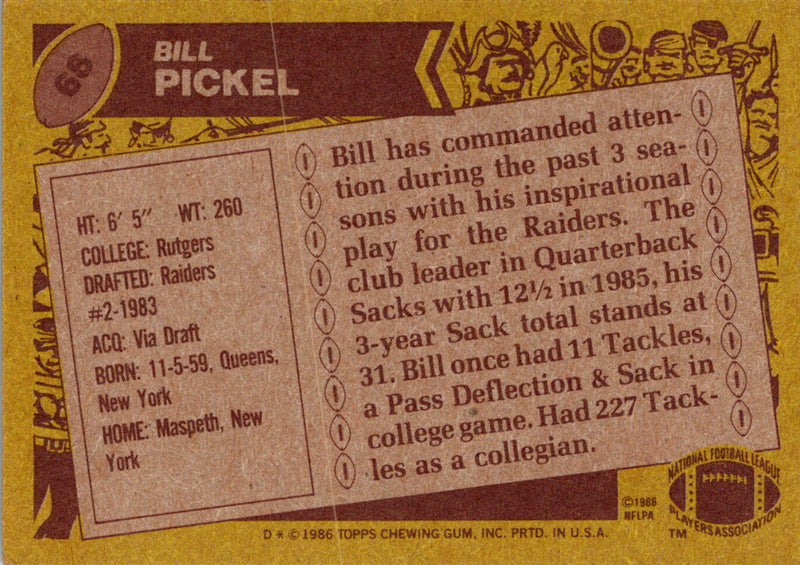 68
BILL
PICKEL
HT: 6' 5" WT: 260
COLLEGE: Rutgers
DRAFTED: Raiders
#2-1983
ACQ: Via Draft
BORN: 11-5-59, Queens,
New York
HOME: Maspeth, New
York
Bill has commanded atten-
tion during the past 3 sea-
sons with his inspirational
play for the Raiders. The
club leader in Quarterback
Sacks with 12½ in 1985, his
3-year Sack total stands at
31. Bill once had 11 Tackles,
a Pass Deflection & Sack in
college game. Had 227 Tack-
les as a collegian.
©1986
NFLPA
NATIONAL FOOTBALL LEAGUE
PLAYERS ASSOCIATION
TM
D * © 1986 TOPPS CHEWING GUM, INC. PRTD. IN U.S.A.